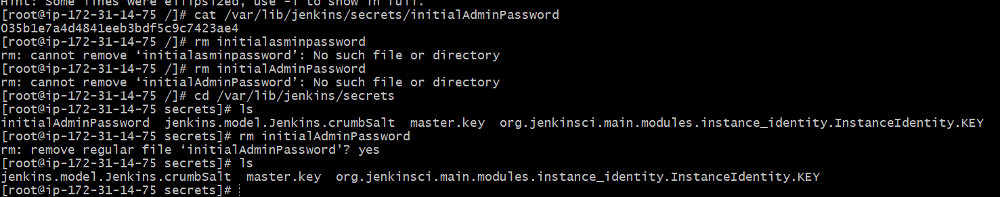 Hint: Some lines were ellipsized, use -l to show in full.
[root@ip-172-31-14-75 /]# cat /var/lib/jenkins/secrets/initialAdminPassword
035b1e7a4d4841eeb3bdf5c9c7423ae4
[root@ip-172-31-14-75 /]# rm initialasminpassword
rm: cannot remove ‘initialasminpassword’: No such file or directory
[root@ip-172-31-14-75 /]# rm initialAdminPassword
rm: cannot remove ‘initialAdminPassword’: No such file or directory
[root@ip-172-31-14-75 /]# cd /var/lib/jenkins/secrets
[root@ip-172-31-14-75 secrets]# ls
initialAdminPassword  jenkins.model.Jenkins.crumbSalt  master.key  org.jenkinsci.main.modules.instance_identity.InstanceIdentity.KEY
[root@ip-172-31-14-75 secrets]# rm initialAdminPassword
rm: remove regular file ‘initialAdminPassword’? yes
[root@ip-172-31-14-75 secrets]# ls
jenkins.model.Jenkins.crumbSalt  master.key  org.jenkinsci.main.modules.instance_identity.InstanceIdentity.KEY
[root@ip-172-31-14-75 secrets]#